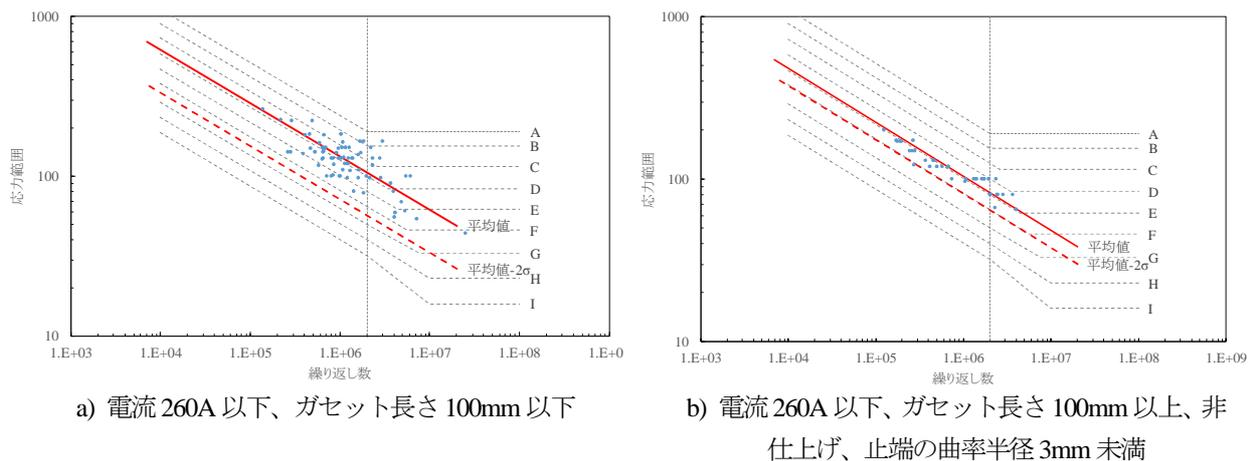 1000
100
10
応力範囲
A
B
C
D
E
平均値
F
G
平均値-2σ
H
I
1.E+03
1.E+04
1.E+05
1.E+06
1.E+07
1.E+08
1.E+0
繰り返し数
a) 電流 260A 以下、ガセット長さ 100mm 以下
1000
100
10
応力範囲
A
B
C
D
E
F
平均値
G
平均値-2σ
H
I
1.E+03
1.E+04
1.E+05
1.E+06
1.E+07
1.E+08
1.E+09
繰り返し数
b) 電流 260A 以下、ガセット長さ 100mm 以上、非
仕上げ、止端の曲率半径 3mm 未満